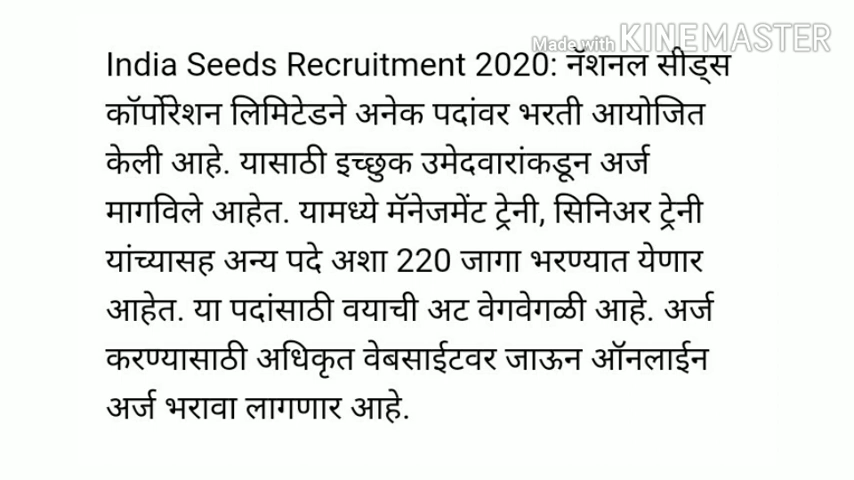 Made with KINEMASTER
India Seeds Recruitment 2020: नॅशनल सीड्स
कॉर्पोरेशन लिमिटेडने अनेक पदांवर भरती आयोजित
केली आहे. यासाठी इच्छुक उमेदवारांकडून अर्ज
मागविले आहेत. यामध्ये मॅनेजमेंट ट्रेनी, सिनिअर ट्रेनी
यांच्यासह अन्य पदे अशा 220 जागा भरण्यात येणार
आहेत. या पदांसाठी वयाची अट वेगवेगळी आहे. अर्ज
करण्यासाठी अधिकृत वेबसाईटवर जाऊन ऑनलाईन
अर्ज भरावा लागणार आहे.